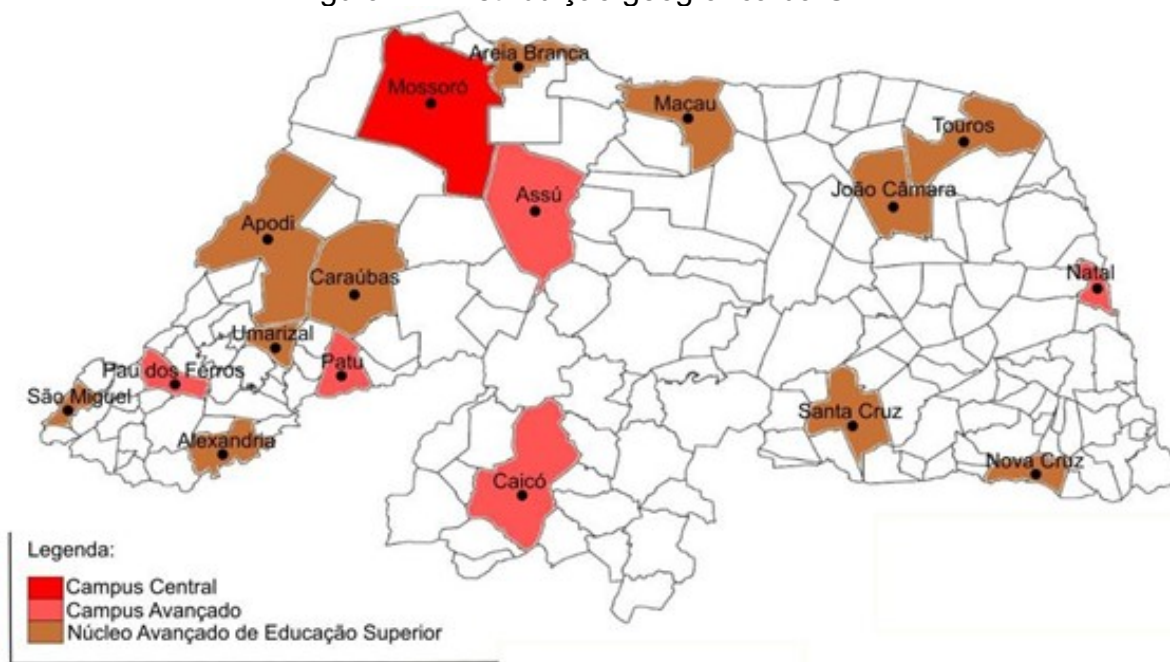 Areia Branca
Mossoró
Macau
Touros
João Câmara
Assú
Apodi
Caraúbas
Natal
Umarizal
Patu
Pau dos Ferros
São Miguel
Alexandria
Santa Cruz
Nova Cruz
Caicó
Legenda:
Campus Central
Campus Avançado
Núcleo Avançado de Educação Superior